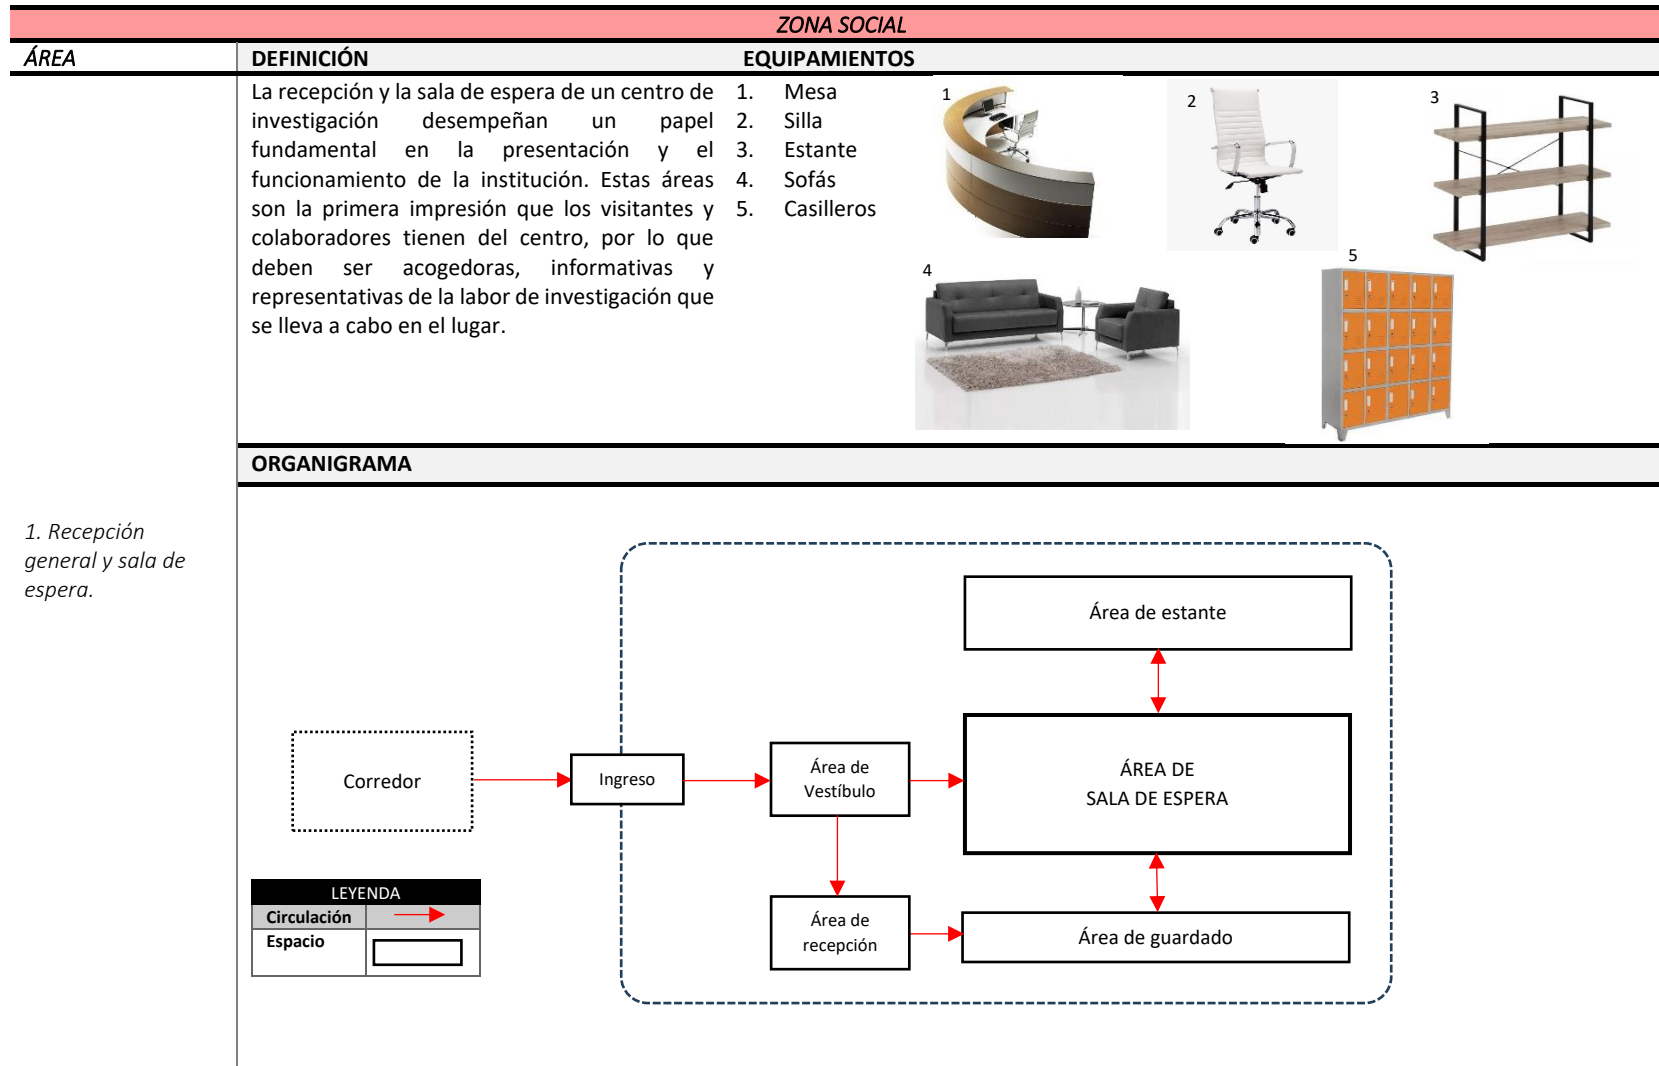 ZONA SOCIAL
ÁREA
DEFINICIÓN
EQUIPAMIENTOS
La recepción y la sala de espera de un centro de
investigación desempeñan un papel
fundamental en la presentación y el
funcionamiento de la institución. Estas áreas
son la primera impresión que los visitantes y
colaboradores tienen del centro, por lo que
deben ser acogedoras, informativas y
representativas de la labor de investigación que
se lleva a cabo en el lugar.
1. Mesa
2. Silla
3. Estante
4. Sofás
5. Casilleros
1
2
3
4
5
ORGANIGRAMA
1. Recepción
general y sala de
espera.
Área de estante
Corredor
Ingreso
Área de
Vestíbulo
ÁREA DE
SALA DE ESPERA
Área de
recepción
Área de guardado
LEYENDA
Circulación
Espacio